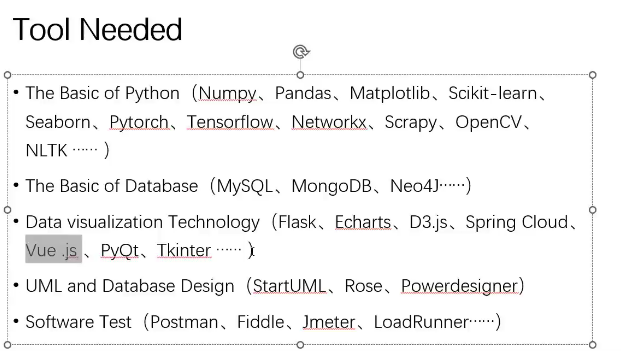 Tool Needed
• The Basic of Python（Numpy、Pandas、Matplotlib、Scikit-learn、
Seaborn、Pytorch、Tensorflow、Networkx、Scrapy、OpenCV、
NLTK ······ ）
• The Basic of Database（MySQL、MongoDB、Neo4J······）
• Data visualization Technology（Flask、Echarts、D3.js、Spring Cloud、
Vue .js 、PyQt、Tkinter ······ ）
• UML and Database Design（StartUML、Rose、Powerdesigner）
• Software Test（Postman、Fiddle、Jmeter、LoadRunner······）